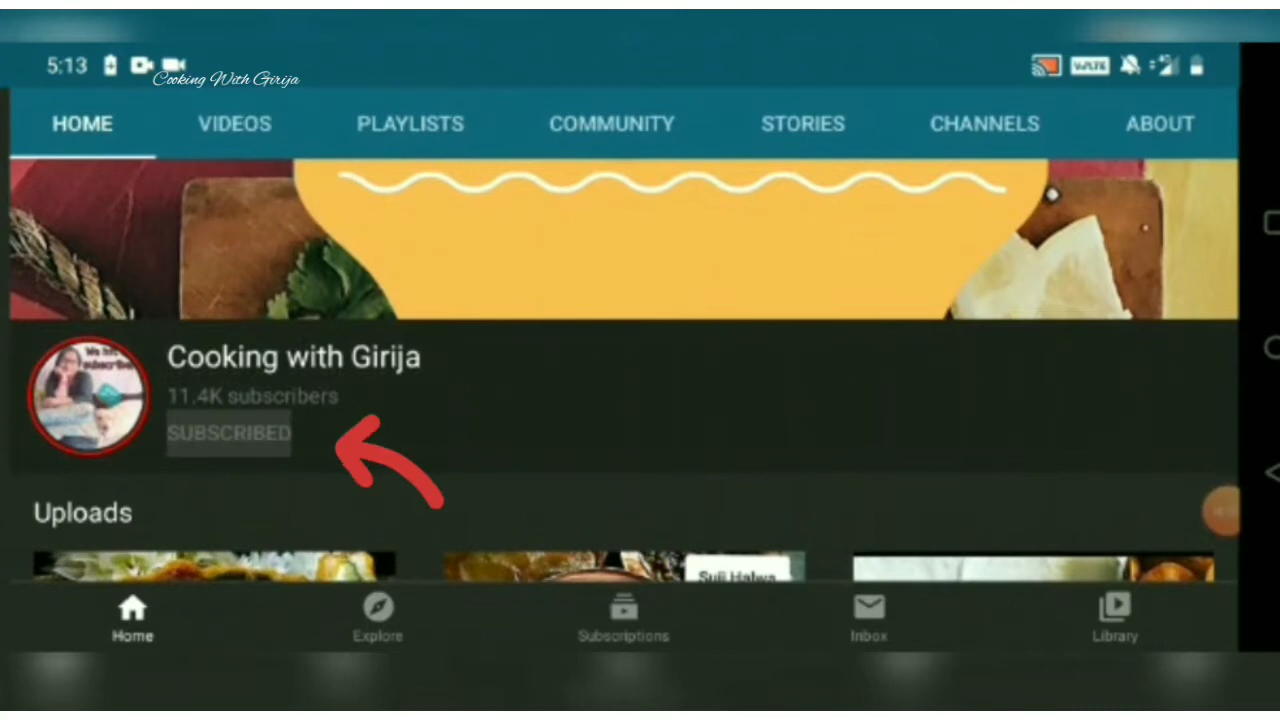 5:13
Cooking With Girija
VoLTE
HOME VIDEOS PLAYLISTS COMMUNITY STORIES CHANNELS ABOUT
Cooking with Girija
11.4K subscribers
SUBSCRIBED
Uploads
Suji Halwa
Home Explore Subscriptions Inbox Library